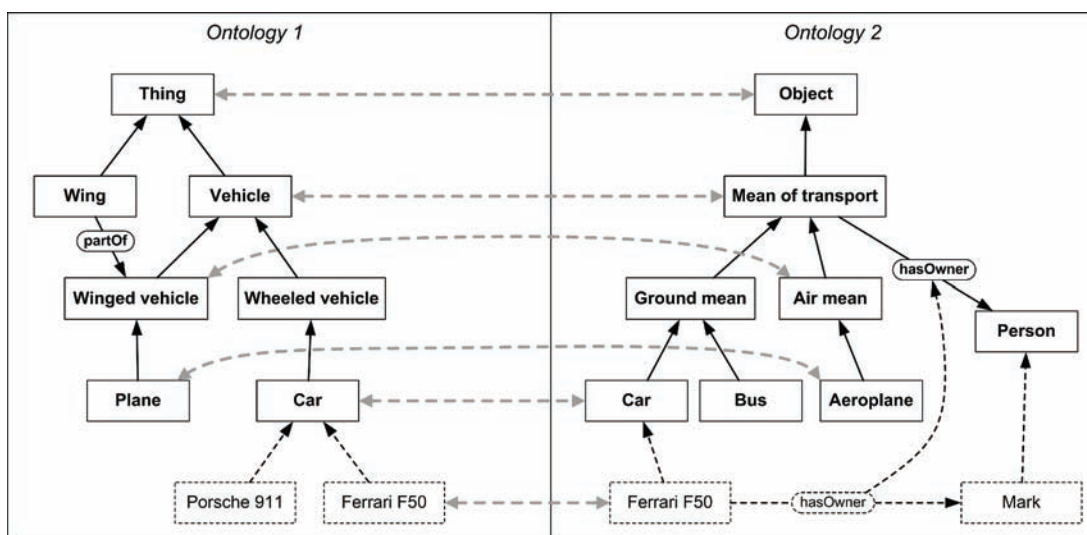 Ontology 1
Ontology 2
Thing
Object
Wing
Vehicle
Mean of transport
partOf
hasOwner
Winged vehicle
Wheeled vehicle
Ground mean
Air mean
Person
Plane
Car
Car
Bus
Aeroplane
Porsche 911
Ferrari F50
Ferrari F50
hasOwner
Mark